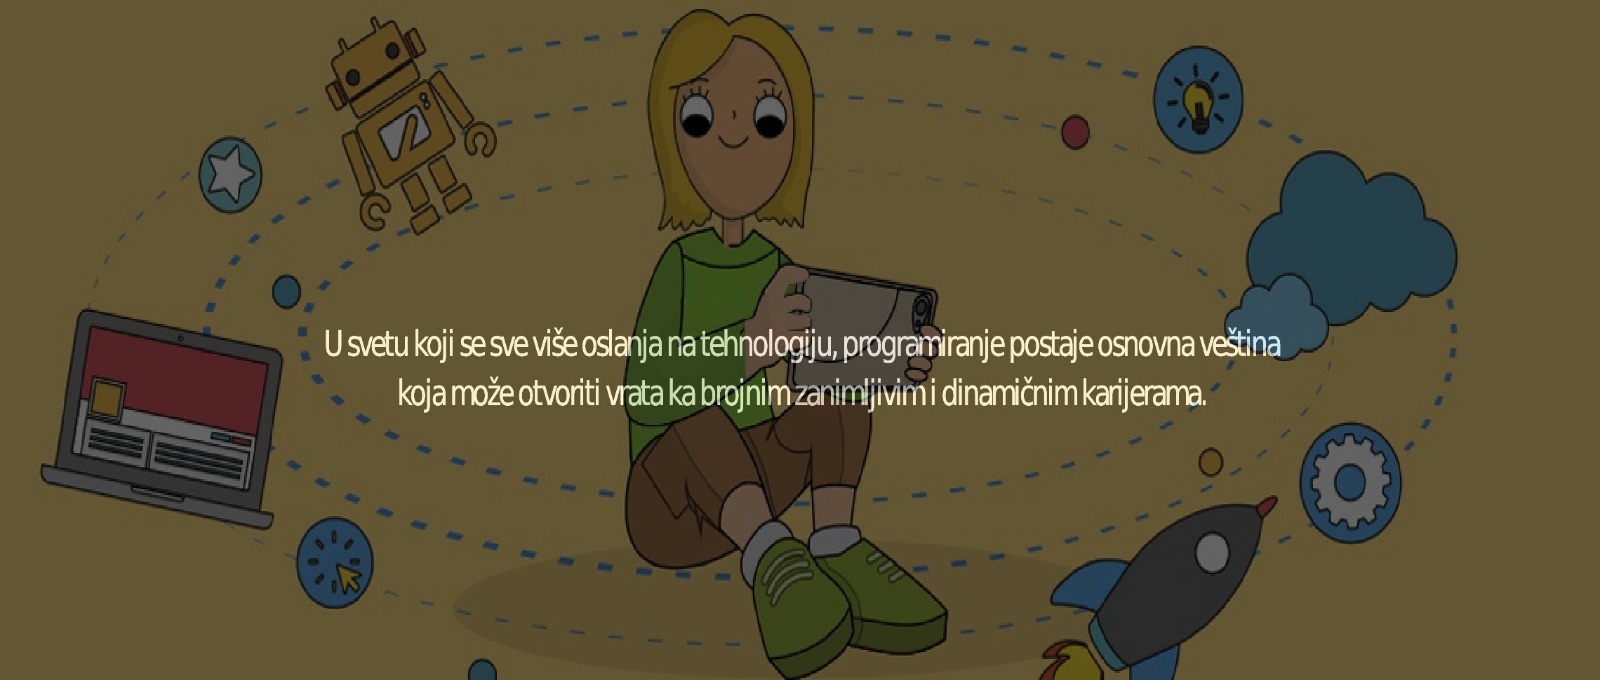 U svetu koji se sve više oslanja na tehnologiju, programiranje postaje osnovna veština
koja može otvoriti vrata ka brojnim zanimljivim i dinamičnim karijerama.